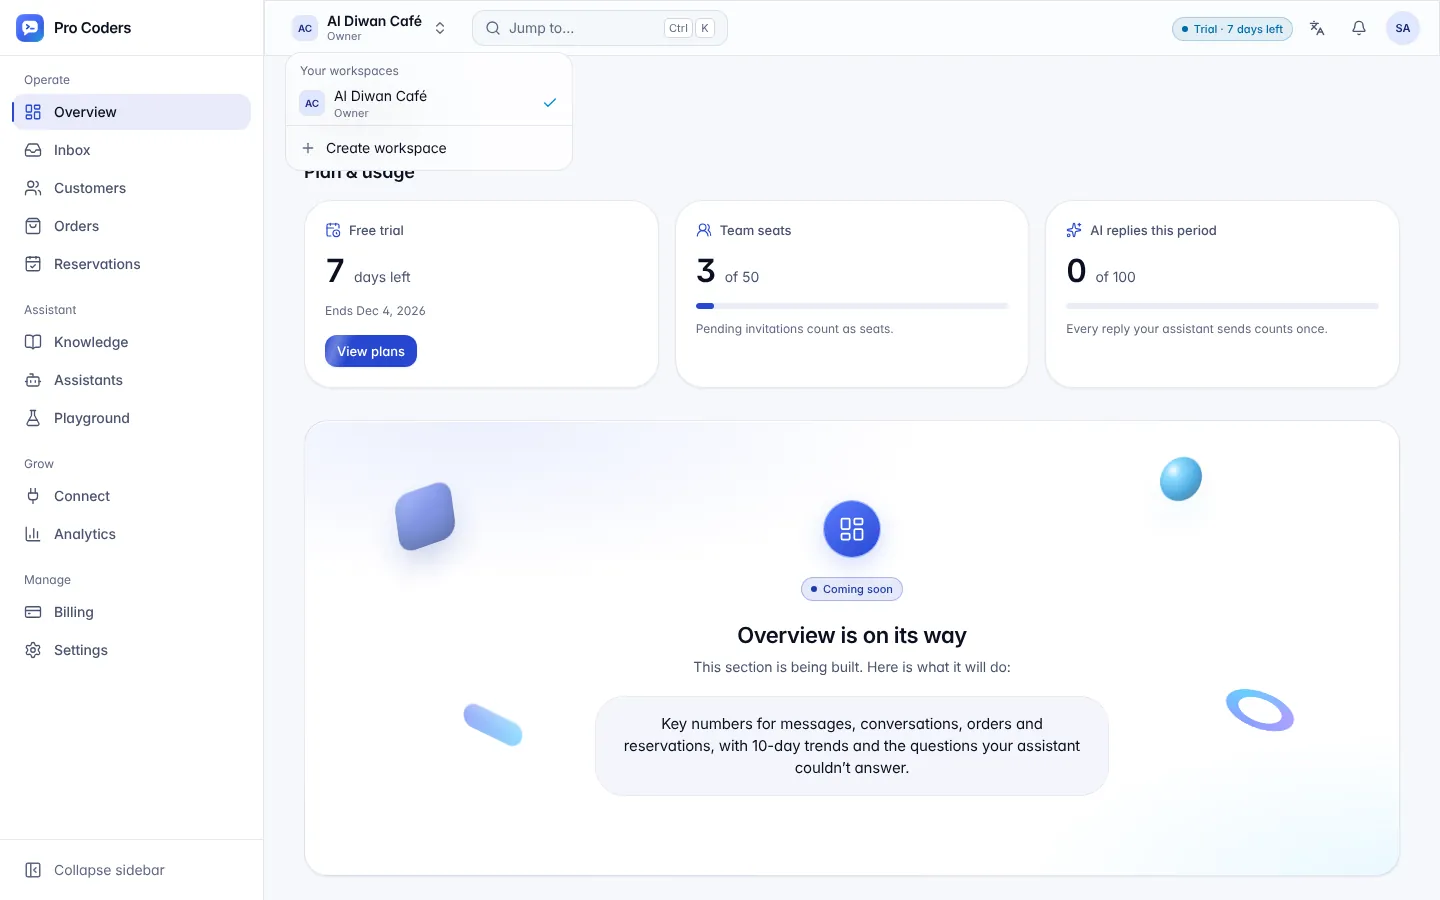 Pro Coders
AC
Al Diwan Café
Owner
Jump to...
Ctrl K
Trial · 7 days left
SA
Operate
Overview
Inbox
Customers
Orders
Reservations
Assistant
Knowledge
Assistants
Playground
Grow
Connect
Analytics
Manage
Billing
Settings
Collapse sidebar
Your workspaces
AC
Al Diwan Café
Owner
Create workspace
Plan & usage
Free trial
7 days left
Ends Dec 4, 2026
View plans
Team seats
3 of 50
Pending invitations count as seats.
AI replies this period
0 of 100
Every reply your assistant sends counts once.
Coming soon
Overview is on its way
This section is being built. Here is what it will do:
Key numbers for messages, conversations, orders and
reservations, with 10-day trends and the questions your assistant
couldn’t answer.